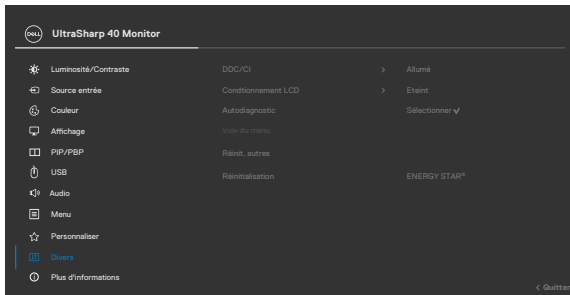 DELL UltraSharp 40 Monitor
Luminosité/Contraste DDC/CI > Allumé
Source entrée Condtionnement LCD > Eteint
Couleur Autodiagnostic Sélectionner ✓
Affichage Voix du menu
PIP/PBP Réinit. autres
USB Réinitialisation ENERGY STAR®
Audio
Menu
Personnaliser
Divers
Plus d'informations
< Quitter